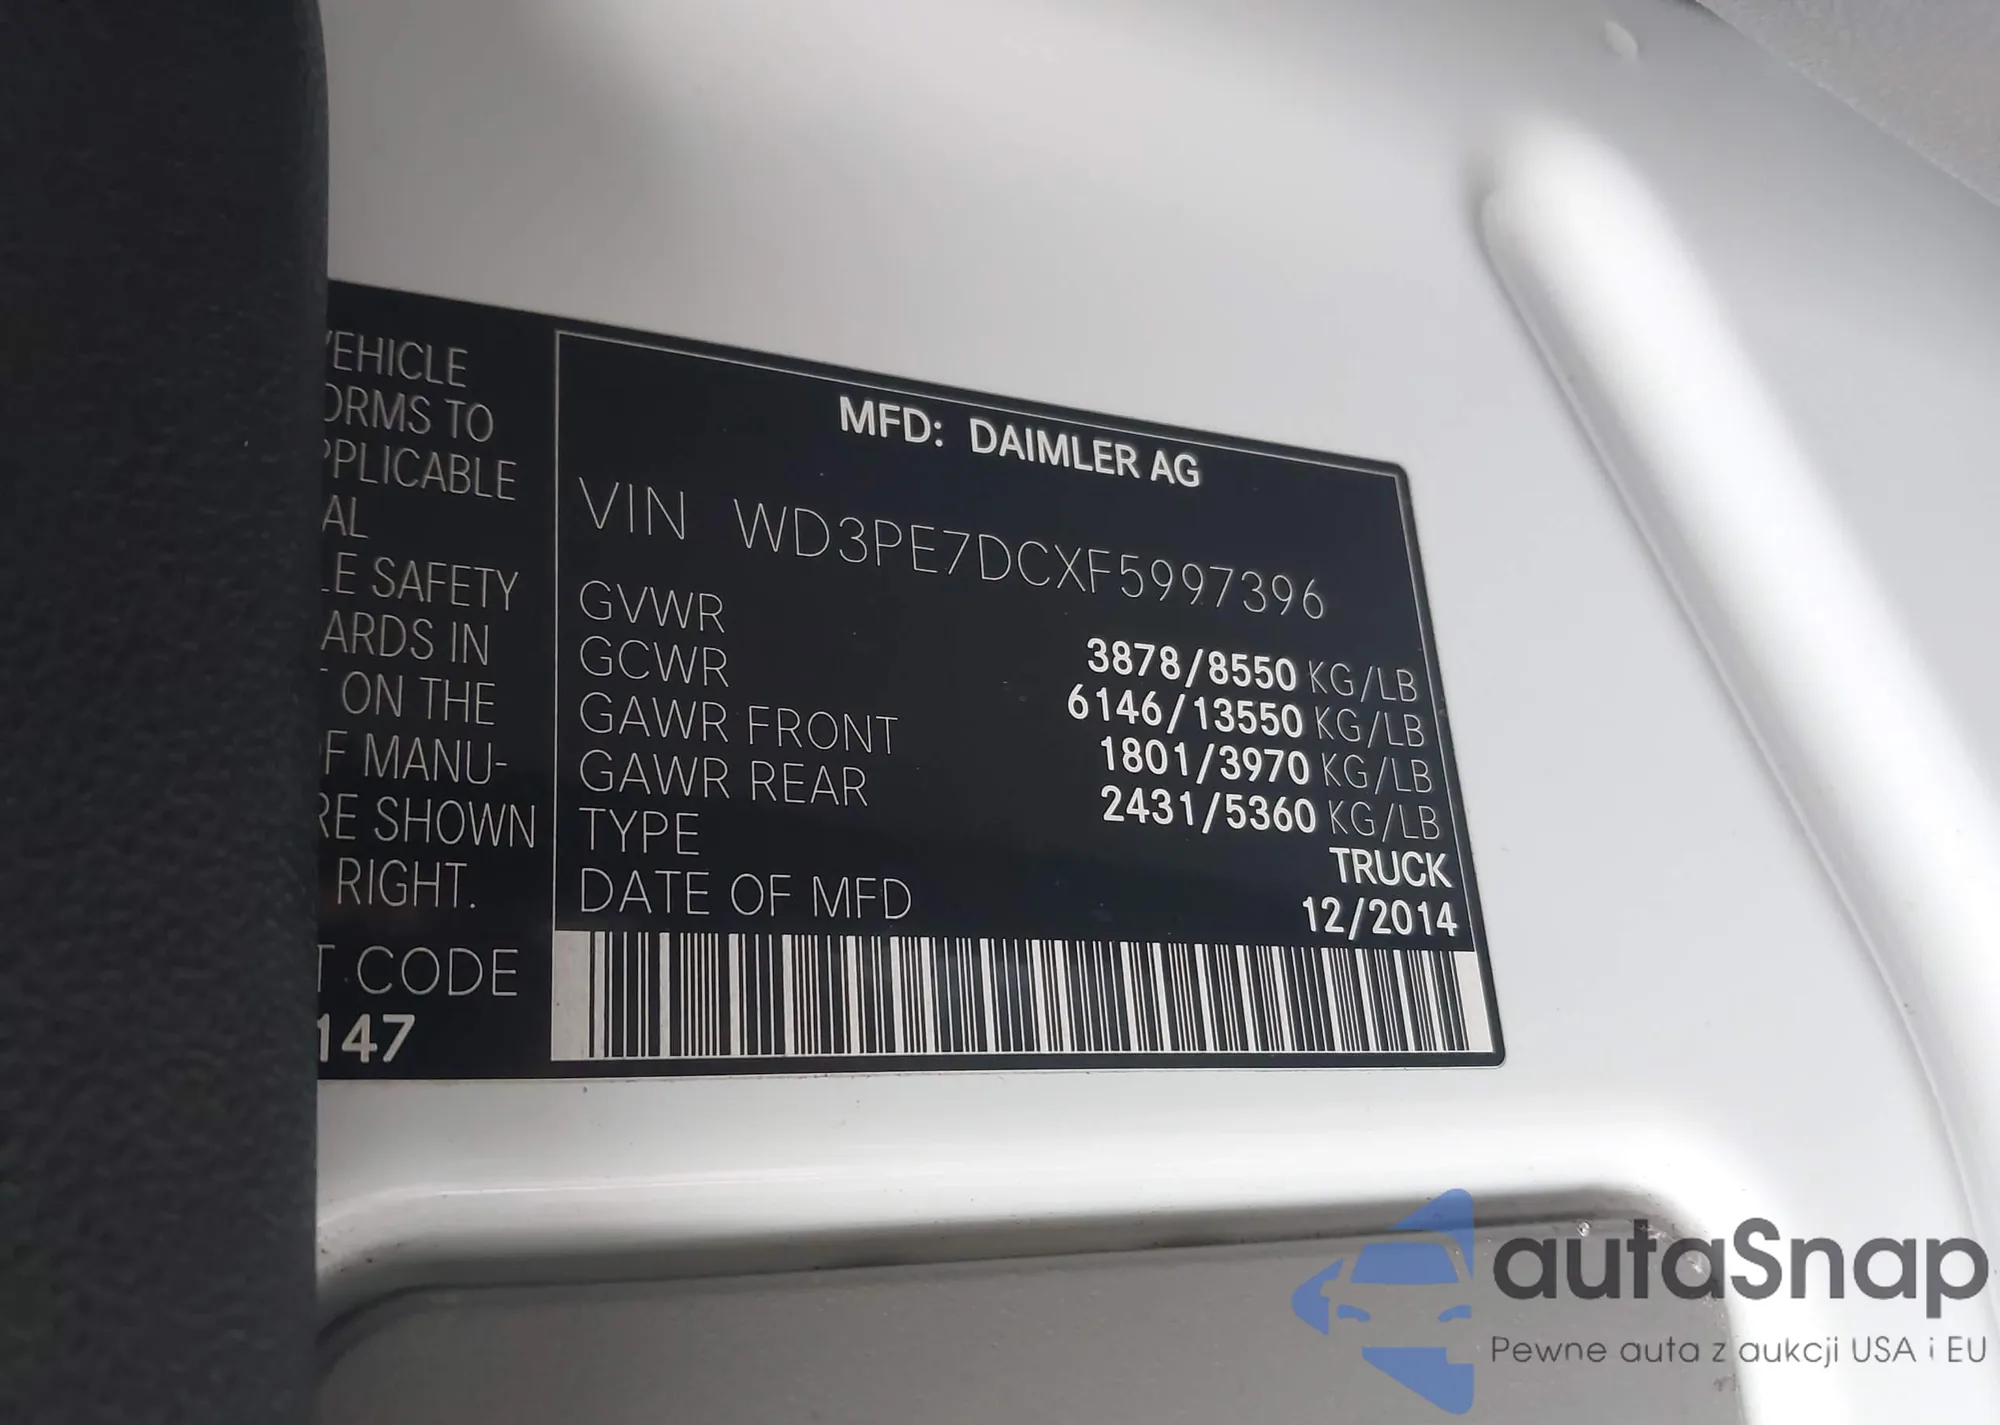 VEHICLE
ORMS TO
PPLICABLE
AL
LE SAFETY
ARDS IN
T ON THE
OF MANU-
RE SHOWN
RIGHT.
T CODE
147
MFD: DAIMLER AG
VIN WD3PE7DCXF5997396
GVWR 3878/8550 KG/LB
GCWR 6146/13550 KG/LB
GAWR FRONT 1801/3970 KG/LB
GAWR REAR 2431/5360 KG/LB
TYPE TRUCK
DATE OF MFD 12/2014
autaSnap
Pewne auta z aukcji USA i EU